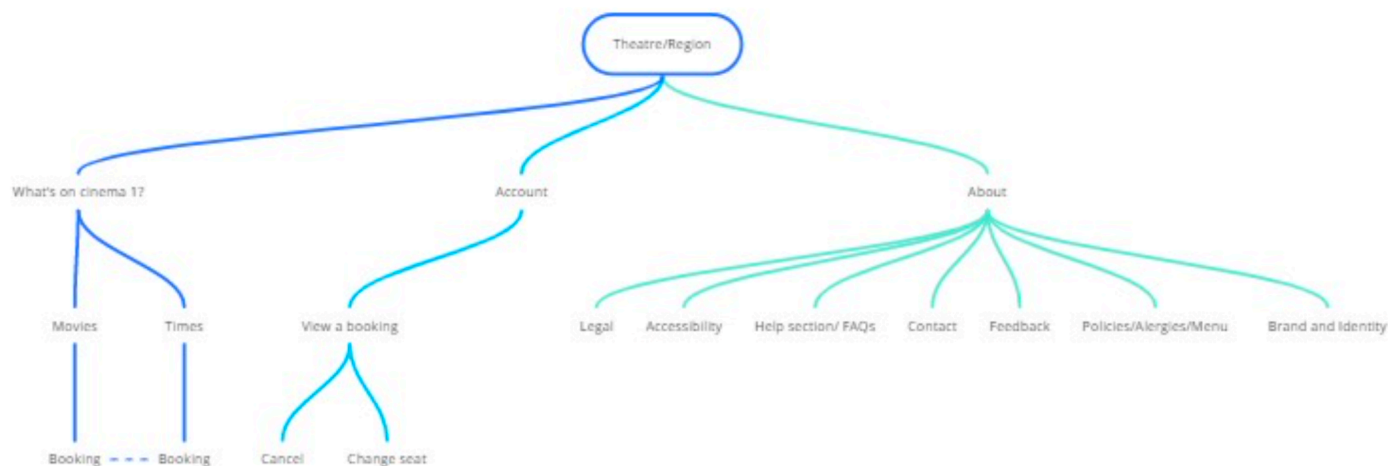 Theatre/Region
What's on cinema 1?
Account
About
Movies
Times
View a booking
Legal
Accessibility
Help section/ FAQs
Contact
Feedback
Policies/Alergies/Menu
Brand and Identity
Booking
Booking
Cancel
Change seat